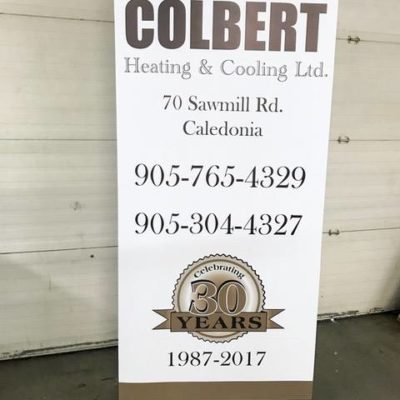 COLBERT
Heating & Cooling Ltd.
70 Sawmill Rd.
Caledonia
905-765-4329
905-304-4327
Celebrating
30
YEARS
1987-2017